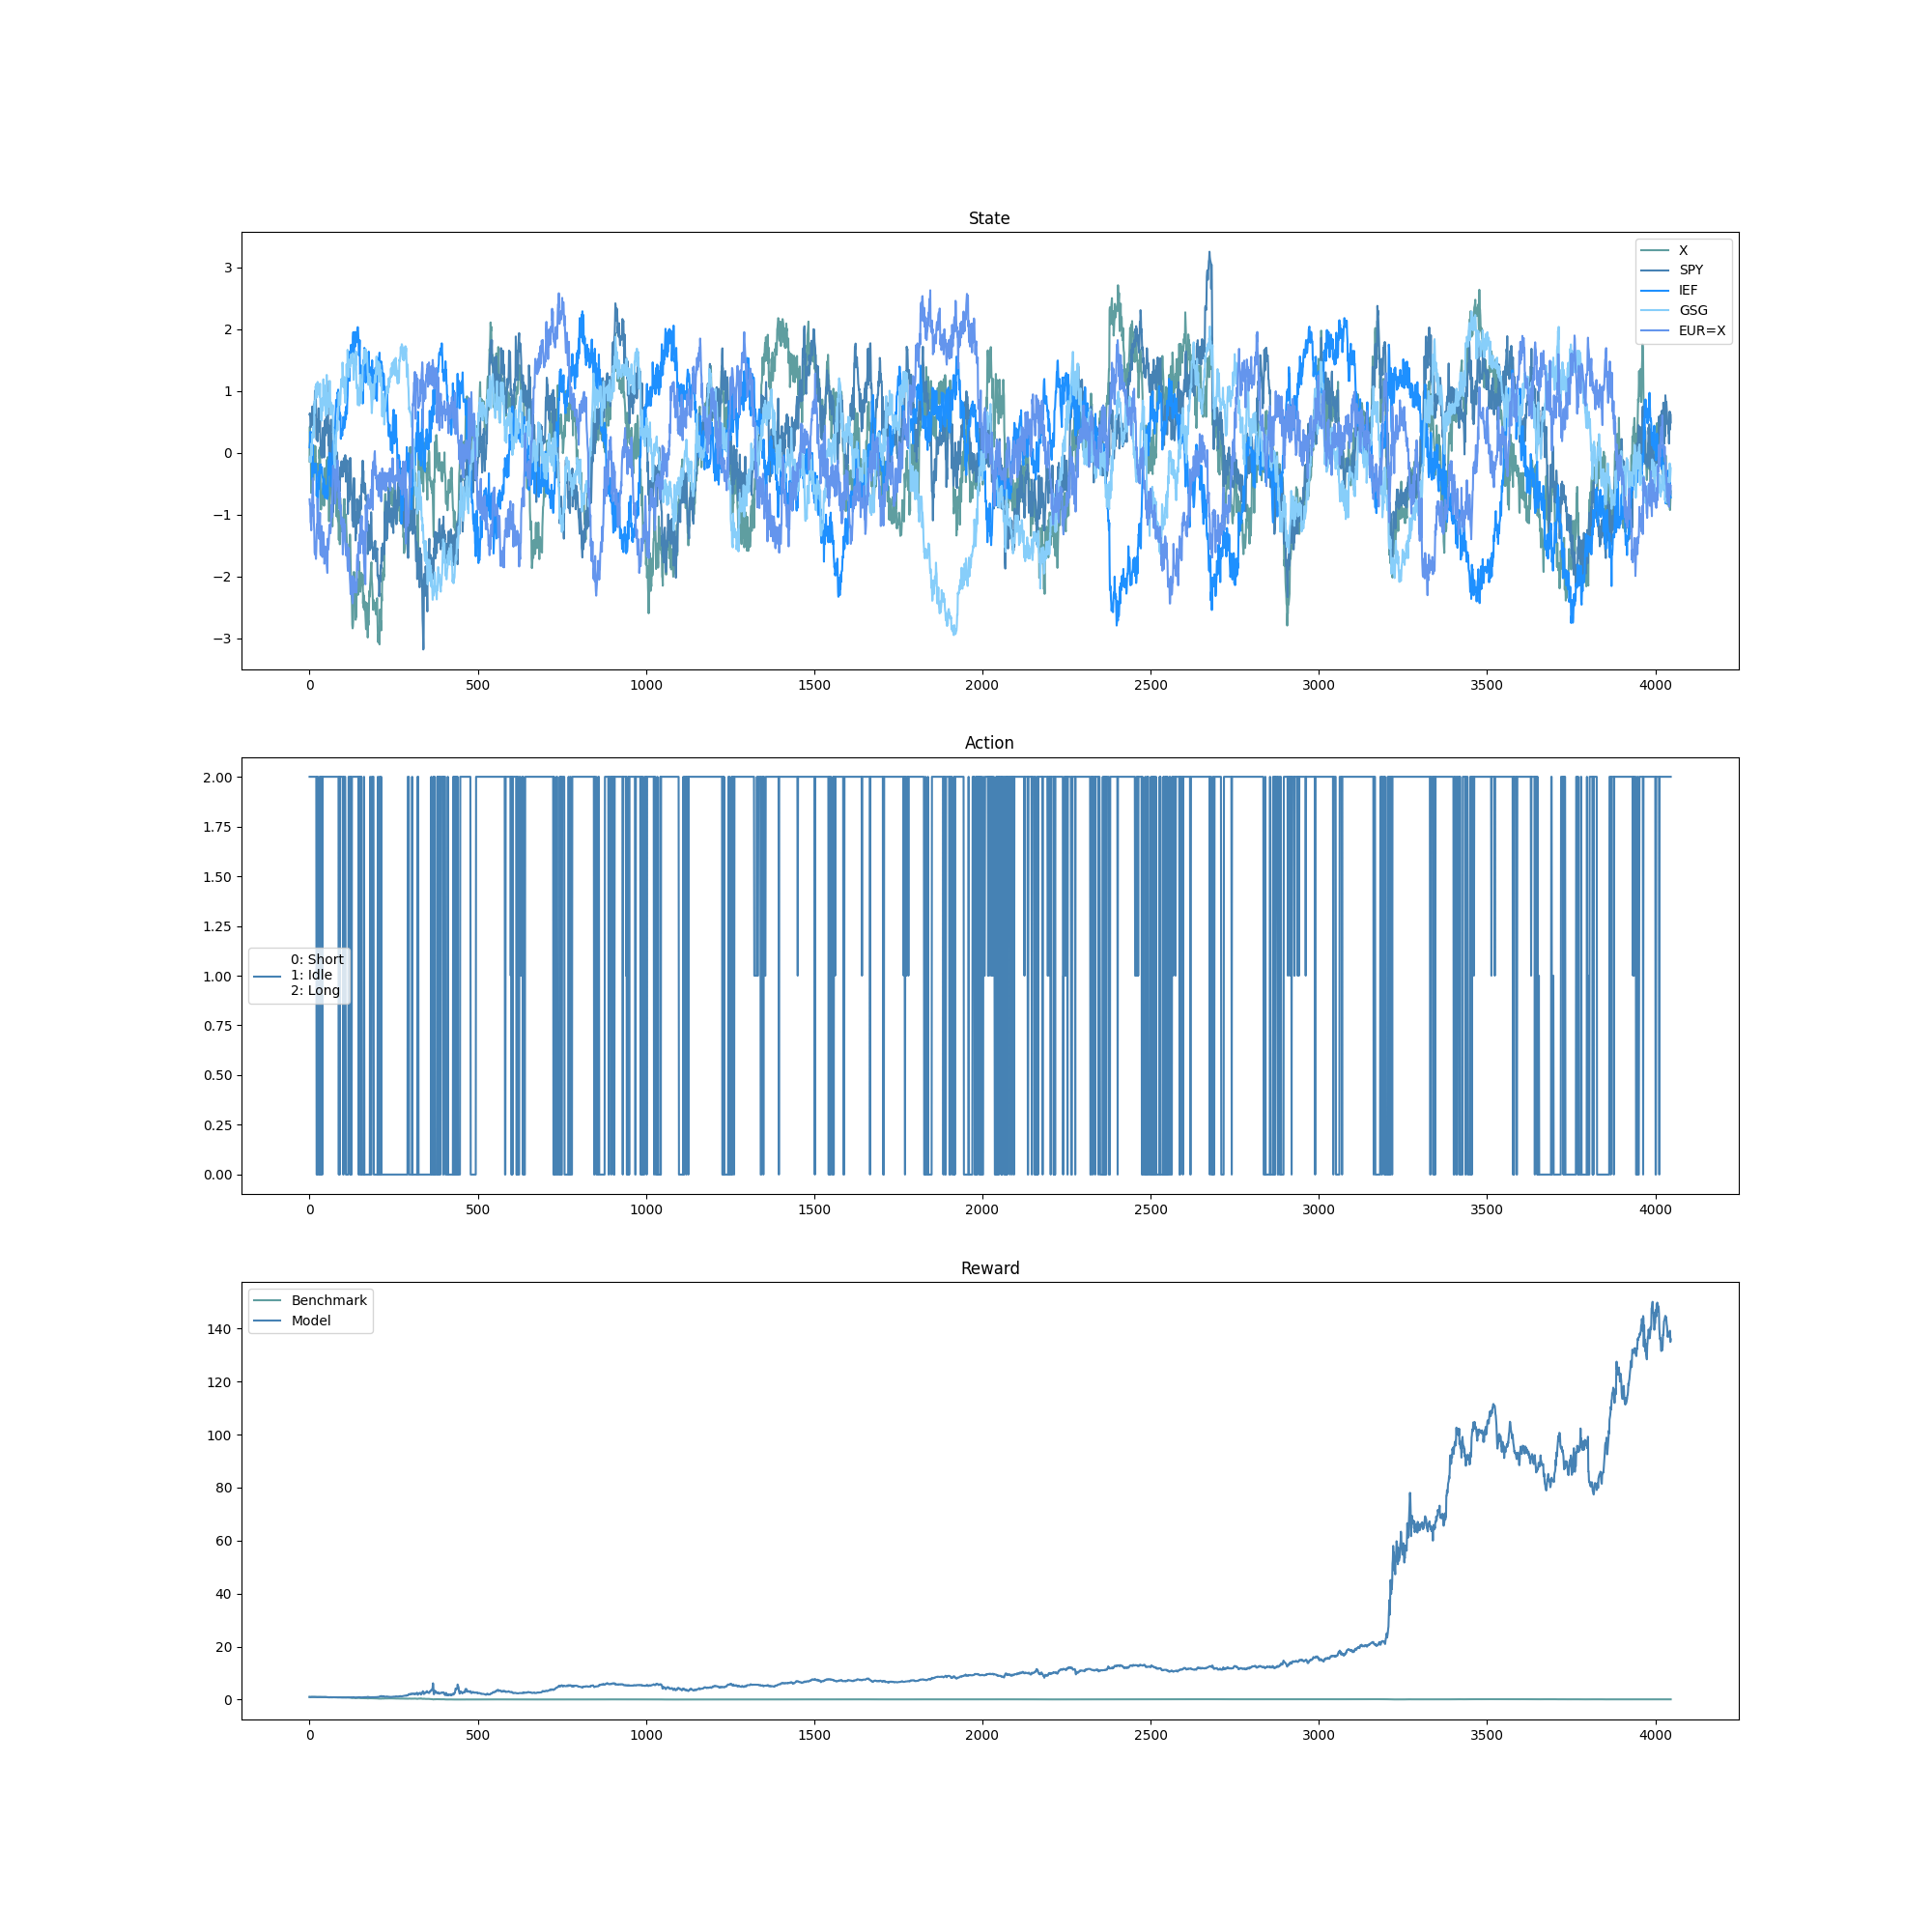 State
3
2
1
0
−1
−2
−3
X
SPY
IEF
GSG
EUR=X
0 500 1000 1500 2000 2500 3000 3500 4000
Action
2.00
1.75
1.50
1.25
1.00
0.75
0.50
0.25
0.00
0: Short
1: Idle
2: Long
0 500 1000 1500 2000 2500 3000 3500 4000
Reward
Benchmark
Model
140
120
100
80
60
40
20
0
0 500 1000 1500 2000 2500 3000 3500 4000